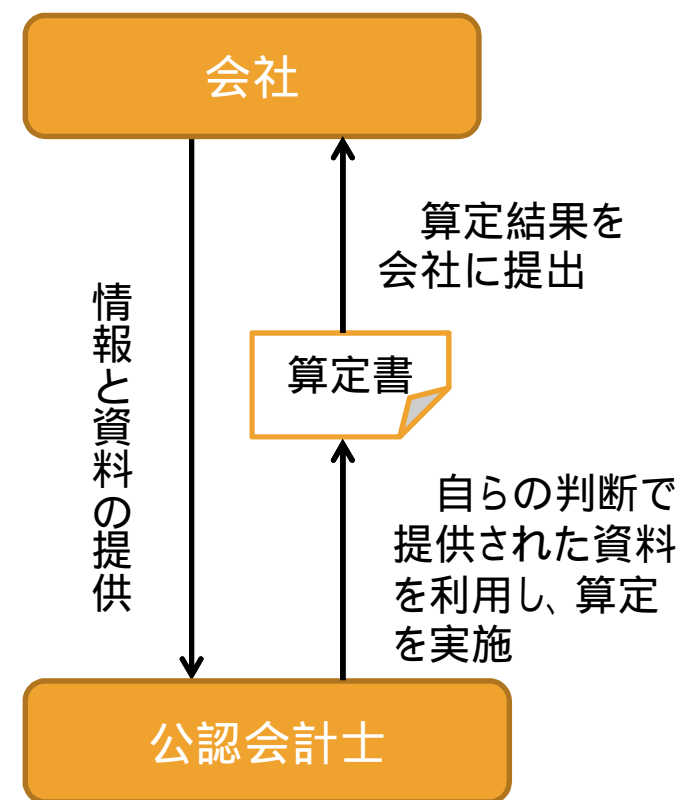 会社
算定結果を
会社に提出
情報と資料の提供
算定書
自らの判断で
提供された資料
を利用し、算定
を実施
公認会計士